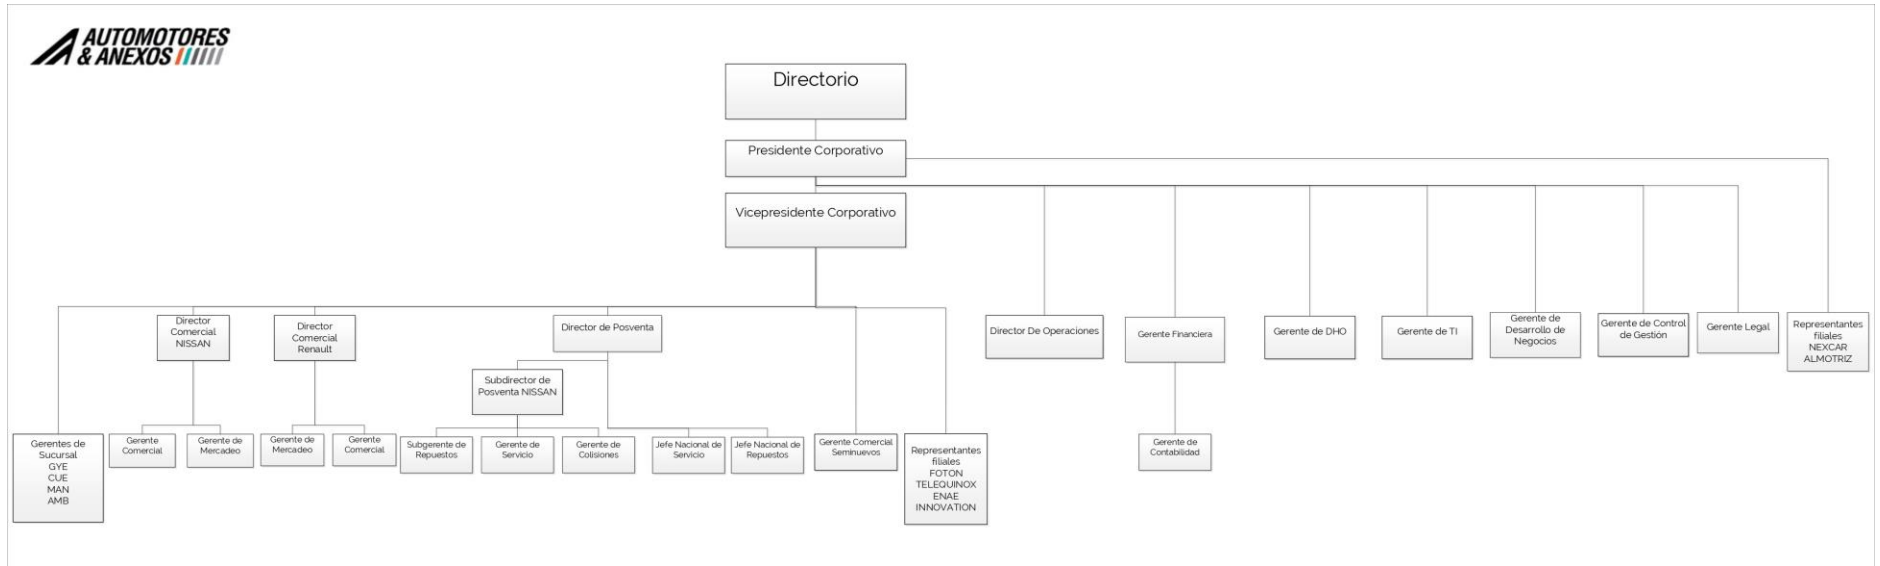 AUTOMOTORES
& ANEXOS
Directorio
Presidente Corporativo
Vicepresidente Corporativo
Director
Comercial
NISSAN
Director
Comercial
Renault
Director de Posventa
Director De Operaciones
Gerente Financiera
Gerente de DHO
Gerente de TI
Gerente de
Desarrollo de
Negocios
Gerente de Control
de Gestión
Gerente Legal
Representantes
filiales
NEXCAR
ALMOTRIZ
Subdirector de
Posventa NISSAN
Gerentes de
Sucursal
GYE
CUE
MAN
AMB
Gerente
Comercial
Gerente de
Mercadeo
Gerente de
Mercadeo
Gerente
Comercial
Subgerente de
Repuestos
Gerente de
Servicio
Gerente de
Colisiones
Jefe Nacional de
Servicio
Jefe Nacional de
Repuestos
Gerente Comercial
Seminuevos
Representantes
filiales
FOTON
TELEQUINOX
ENAE
INNOVATION
Gerente de
Contabilidad